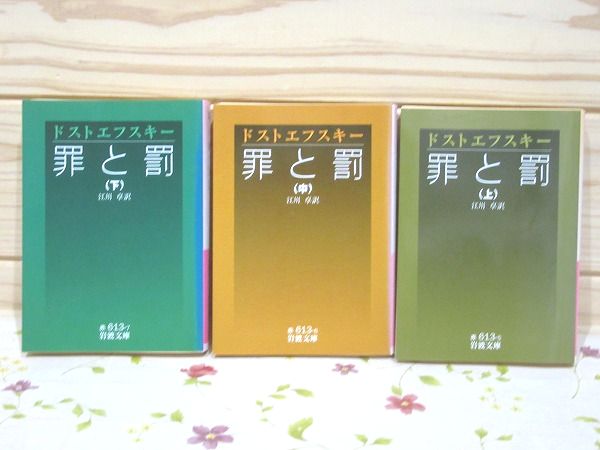 ドストエフスキー
罪と罰
(下)
江川 卓訳
赤 613-7
岩波文庫
ドストエフスキー
罪と罰
(中)
江川 卓訳
赤 613-6
岩波文庫
ドストエフスキー
罪と罰
(上)
江川 卓訳
赤 613-5
岩波文庫